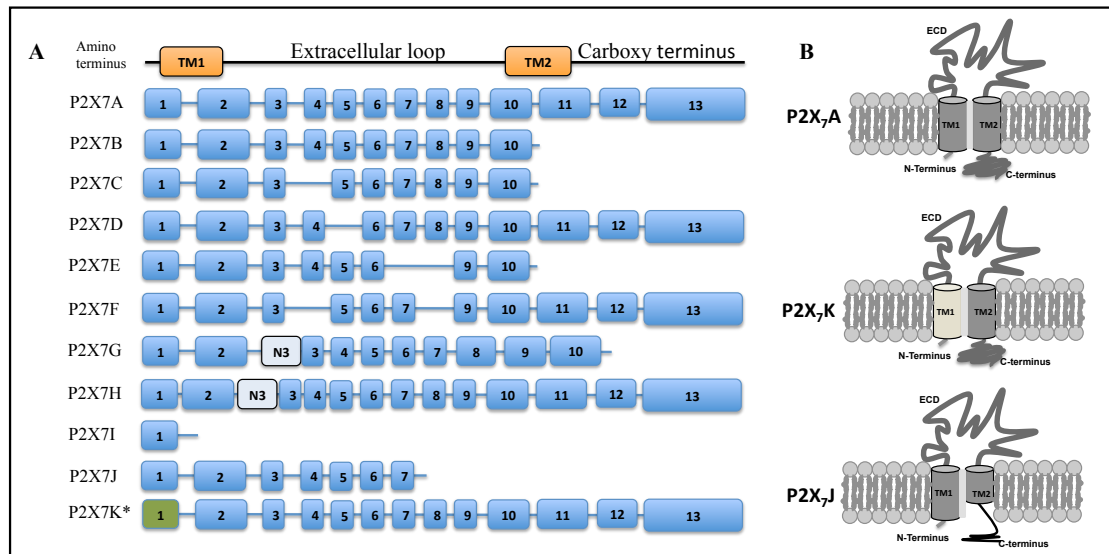 A
Amino
terminus
TM1
Extracellular loop
TM2
Carboxy terminus
P2X7A
1 2 3 4 5 6 7 8 9 10 11 12 13
P2X7B
1 2 3 4 5 6 7 8 9 10
P2X7C
1 2 3 5 6 7 8 9 10
P2X7D
1 2 3 4 6 7 8 9 10 11 12 13
P2X7E
1 2 3 4 5 6 9 10
P2X7F
1 2 3 5 6 7 9 10 11 12 13
P2X7G
1 2 N3 3 4 5 6 7 8 9 10
P2X7H
1 2 N3 3 4 5 6 7 8 9 10 11 12 13
P2X7I
1
P2X7J
1 2 3 4 5 6 7
P2X7K*
1 2 3 4 5 6 7 8 9 10 11 12 13
B
ECD
P2X₇A
TM1 TM2
N-Terminus
C-terminus
ECD
P2X₇K
TM1 TM2
N-Terminus
C-terminus
ECD
P2X₇J
TM1 TM2
N-Terminus
C-terminus